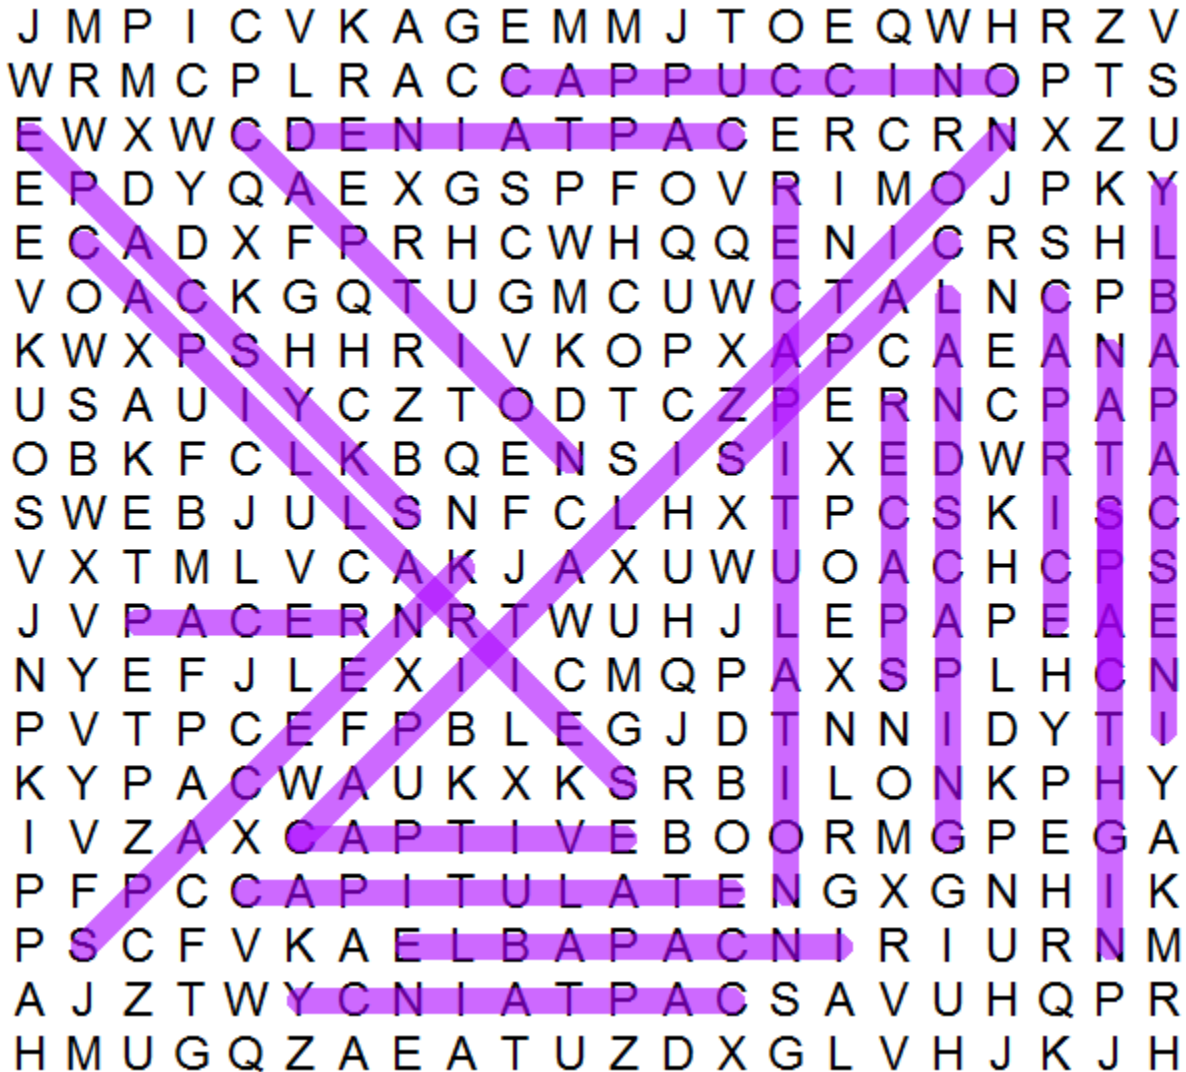 J M P I C V K A G E M M J T O E Q W H R Z V
W R M C P L R A C C A P P U C C I N O P T S
E W X W C D E N I A T P A C E R C R N X Z U
E P D Y Q A E X G S P F O V R I M O J P K Y
E C A D X F P R H C W H Q Q E N I C R S H L
V O A C K G Q T U G M C U W C T A L N C P B
K W X P S H H R I V K O P X A P C A E A N A
U S A U I Y C Z T O D T C Z P E R N C P A P
O B K F C L K B Q E N S I S I X E D W R T A
S W E B J U L S N F C L H X T P C S K I S C
V X T M L V C A K J A X U W U O A C H C P S
J V P A C E R N R T W U H J L E P A P E A E
N Y E F J L E X I I C M Q P A X S P L H C N
P V T P C E F P B L E G J D T N N I D Y T I
K Y P A C W A U K X K S R B I L O N K P H Y
I V Z A X C A P T I V E B O O R M G P E G A
P F P C C A P I T U L A T E N G X G N H I K
P S C F V K A E L B A P A C N I R I U R N M
A J Z T W Y C N I A T P A C S A V U H Q P R
H M U G Q Z A E A T U Z D X G L V H J K J H